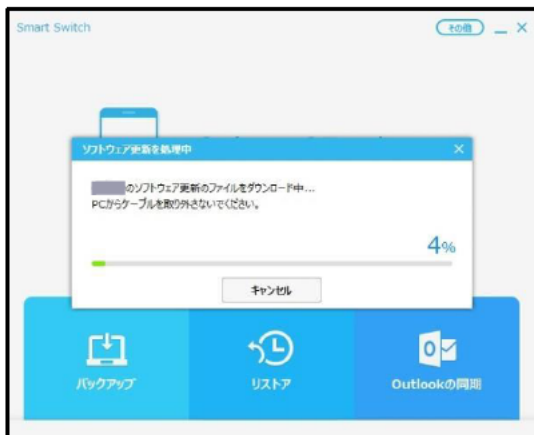 Smart Switch
その他
ソフトウェア更新を処理中
のソフトウェア更新のファイルをダウンロード中...
PCからケーブルを取り外さないでください。
4%
キャンセル
バックアップ
リストア
Outlookの同期